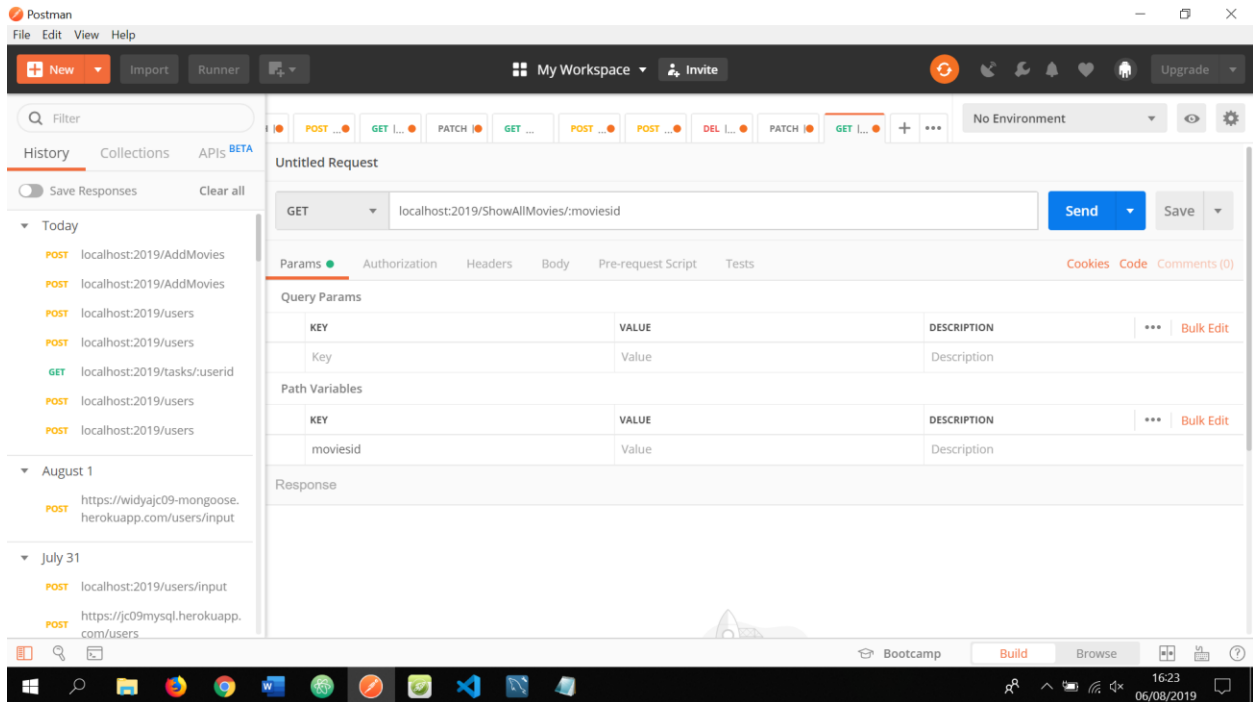 Postman
File Edit View Help
New Import Runner My Workspace Invite Upgrade
Filter
History Collections APIs BETA
Save Responses Clear all
Today
POST localhost:2019/AddMovies
POST localhost:2019/AddMovies
POST localhost:2019/users
POST localhost:2019/users
GET localhost:2019/tasks/:userid
POST localhost:2019/users
POST localhost:2019/users
August 1
POST https://widyajc09-mongoose.
herokuapp.com/users/input
July 31
POST localhost:2019/users/input
POST https://jc09mysql.herokuapp.
com/users
POST ... GET |... PATCH | GET ... POST ... POST ... DEL |... PATCH | GET |... + •••
No Environment
Untitled Request
GET localhost:2019/ShowAllMovies/:moviesid Send Save
Params Authorization Headers Body Pre-request Script Tests Cookies Code Comments (0)
Query Params
KEY VALUE DESCRIPTION ••• Bulk Edit
Key Value Description
Path Variables
KEY VALUE DESCRIPTION ••• Bulk Edit
moviesid Value Description
Response
Bootcamp Build Browse
16:23
06/08/2019